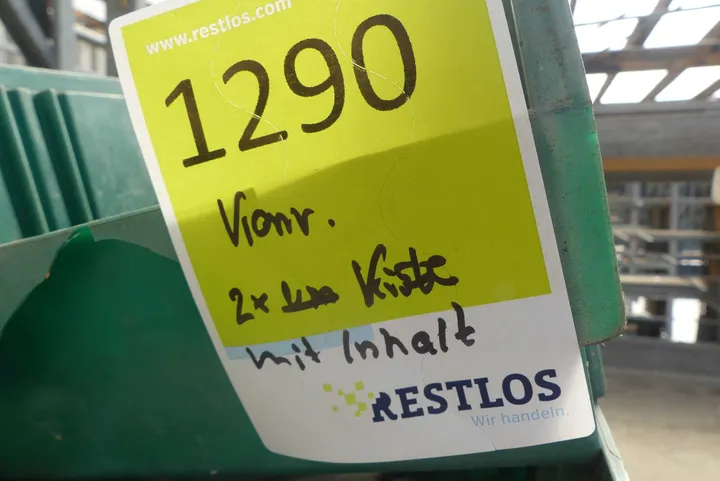 www.restlos.com
1290
2x Kiste
mit Inhalt
RESTLOS
Wir handeln.